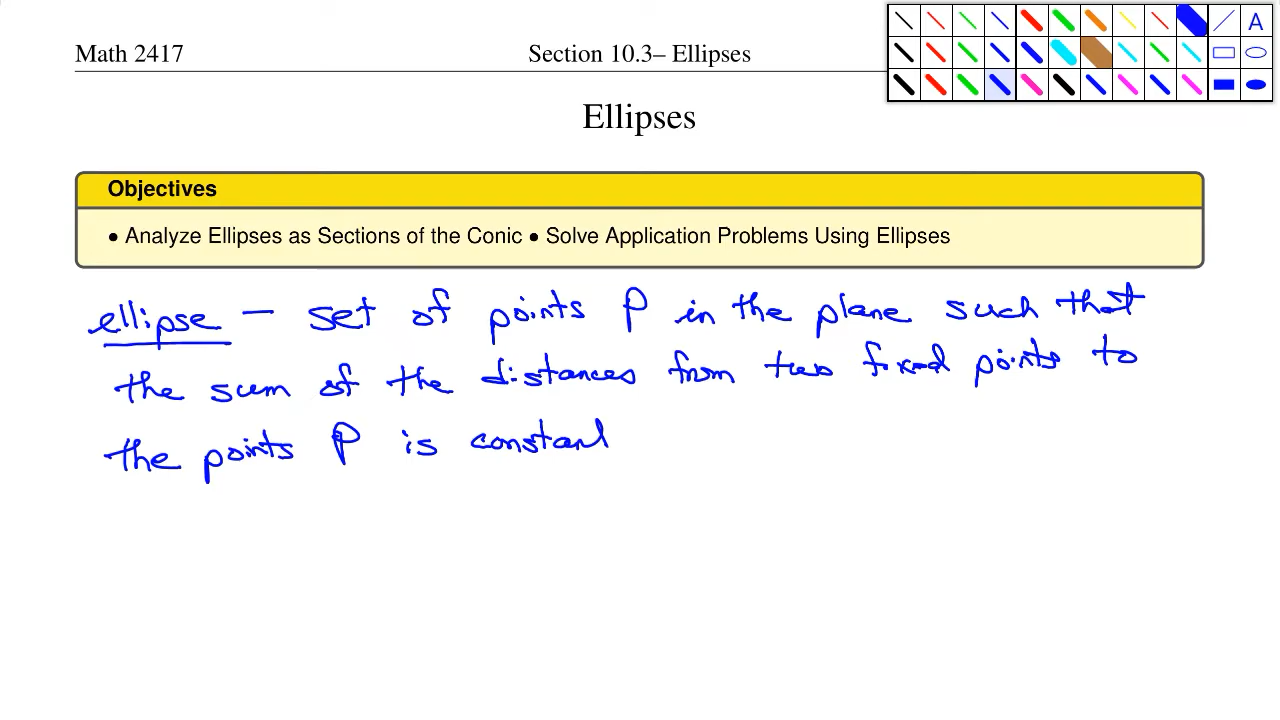 Math 2417 Section 10.3– Ellipses
A
Ellipses
Objectives
• Analyze Ellipses as Sections of the Conic • Solve Application Problems Using Ellipses
ellipse — set of points P in the plane such that
the sum of the distances from two fixed points to
the points P is constant